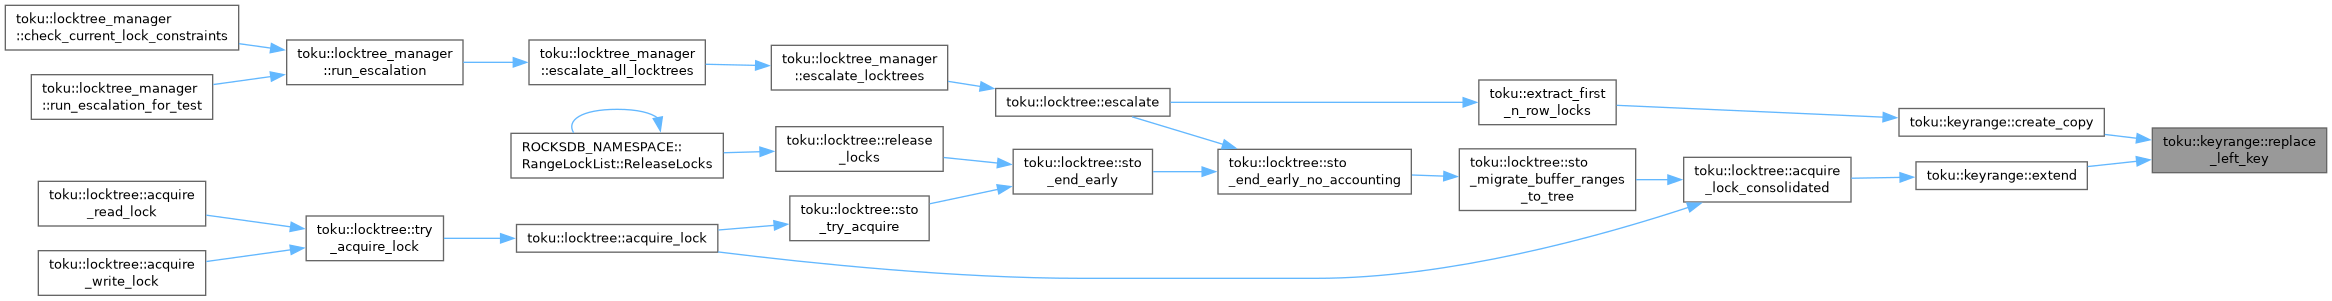 toku::locktree_manager
::check_current_lock_constraints
toku::locktree_manager
::run_escalation_for_test
toku::locktree_manager
::run_escalation
toku::locktree_manager
::escalate_all_locktrees
toku::locktree_manager
::escalate_locktrees
toku::locktree::escalate
toku::extract_first
_n_row_locks
toku::keyrange::create_copy
toku::keyrange::replace
_left_key
ROCKSDB_NAMESPACE::
RangeLockList::ReleaseLocks
toku::locktree::release
_locks
toku::locktree::sto
_end_early
toku::locktree::sto
_end_early_no_accounting
toku::locktree::sto
_migrate_buffer_ranges
_to_tree
toku::locktree::acquire
_lock_consolidated
toku::keyrange::extend
toku::locktree::acquire
_read_lock
toku::locktree::acquire
_write_lock
toku::locktree::try
_acquire_lock
toku::locktree::acquire_lock
toku::locktree::sto
_try_acquire